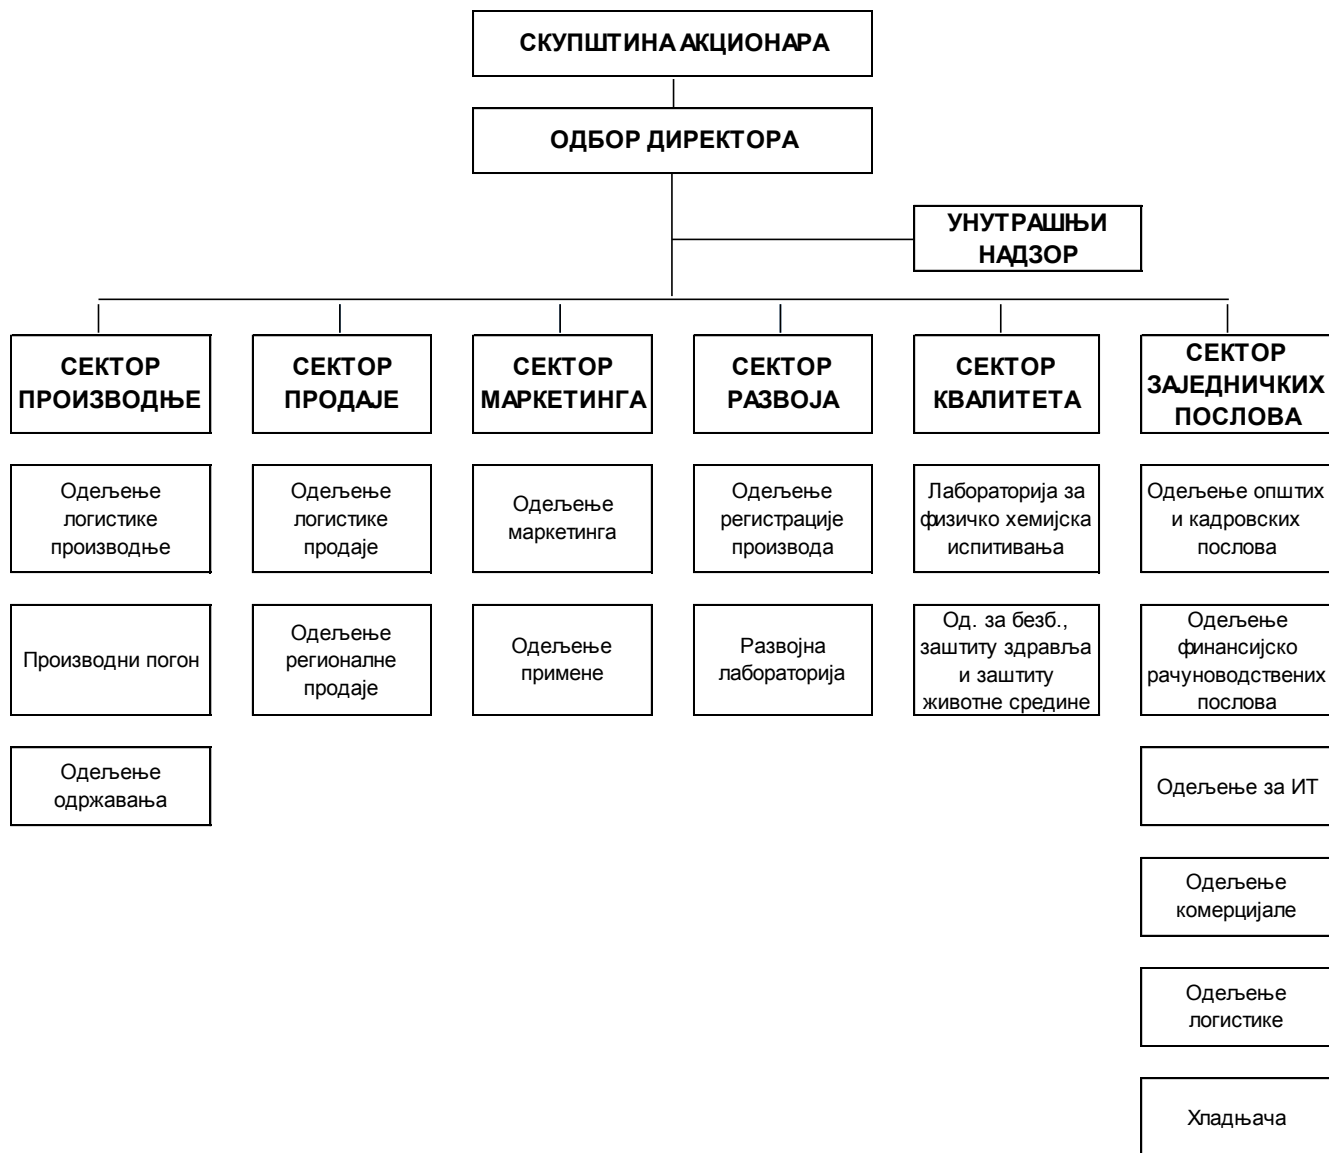 СКУПШТИНА АКЦИОНАРА
ОДБОР ДИРЕКТОРА
УНУТРАШЊИ
НАДЗОР
СЕКТОР
ПРОИЗВОДЊЕ
СЕКТОР
ПРОДАЈЕ
СЕКТОР
МАРКЕТИНГА
СЕКТОР
РАЗВОЈА
СЕКТОР
КВАЛИТЕТА
СЕКТОР
ЗАЈЕДНИЧКИХ
ПОСЛОВА
Одељење
логистике
производње
Одељење
логистике
продаје
Одељење
маркетинга
Одељење
регистрације
производа
Лабораторија за
физичко хемијска
испитивања
Одељење општих
и кадровских
послова
Производни погон
Одељење
регионалне
продаје
Одељење
примене
Развојна
лабораторија
Од. за безб.,
заштиту здравља
и заштиту
животне средине
Одељење
финансијско
рачуноводствених
послова
Одељење
одржавања
Одељење за ИТ
Одељење
комерцијале
Одељење
логистике
Хладњача